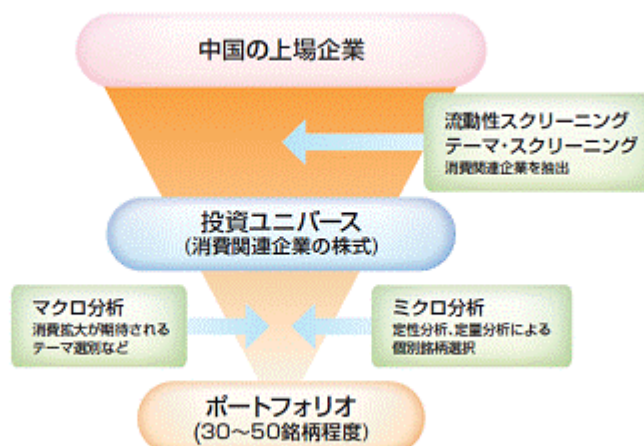 中国の上場企業
流動性スクリーニング
テーマ・スクリーニング
消費関連企業を抽出
投資ユニバース
(消費関連企業の株式)
マクロ分析
消費拡大が期待される
テーマ選別など
ミクロ分析
定性分析、定量分析による
個別銘柄選択
ポートフォリオ
(30～50銘柄程度)